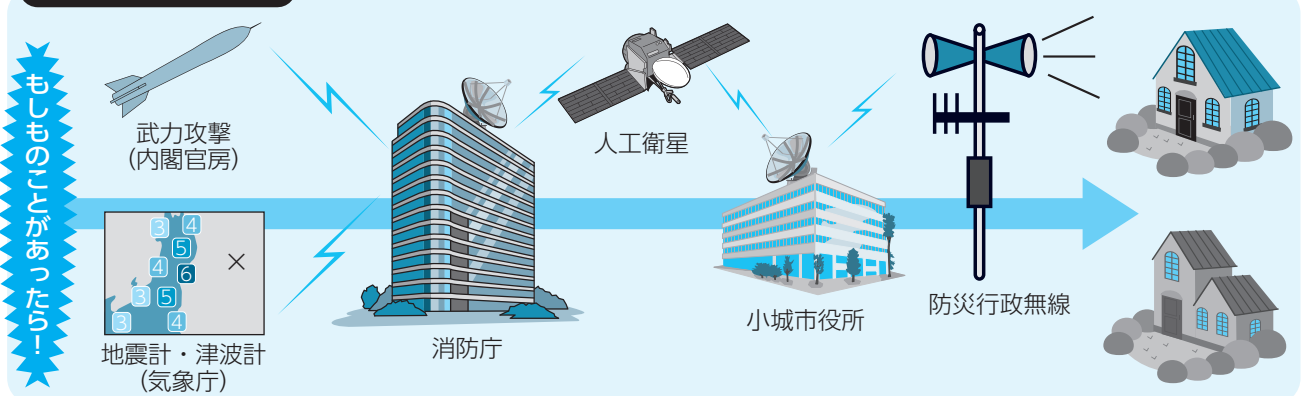 もしものことがあったら！
武力攻撃
(内閣官房)
3
4
5
4
6
3
5
3
4
地震計・津波計
(気象庁)
消防庁
人工衛星
小城市役所
防災行政無線